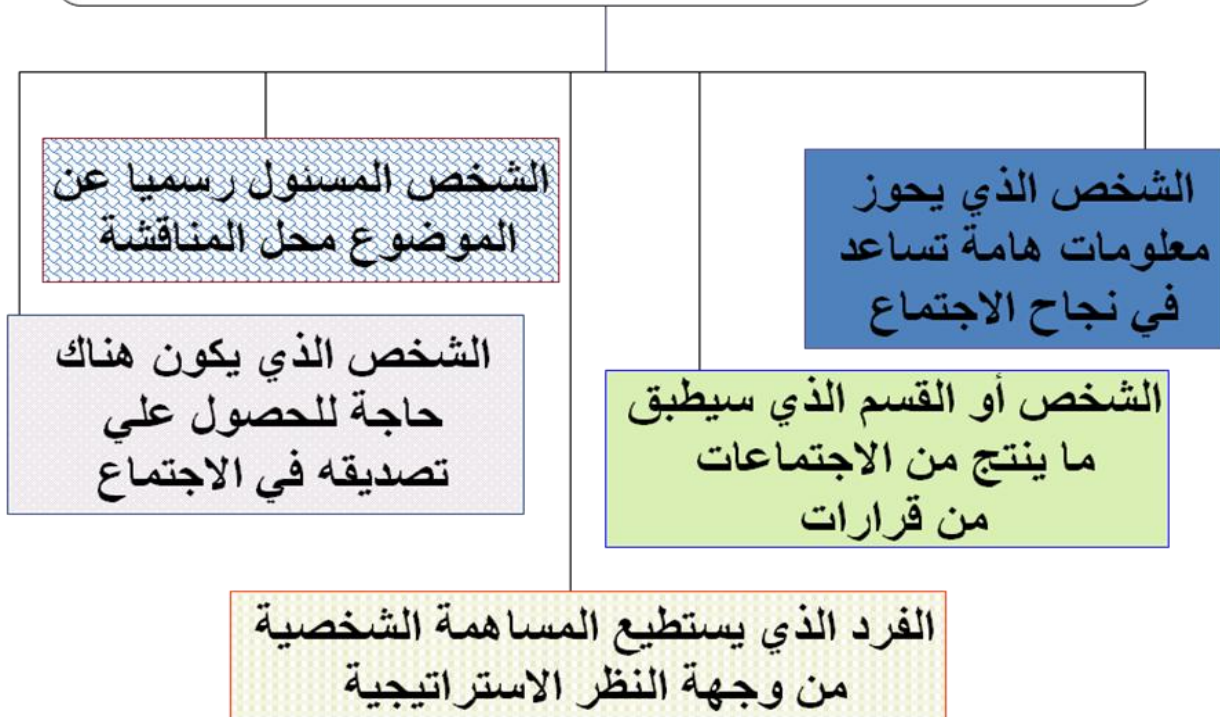 الشخص الذي يحوز
معلومات هامة تساعد
في نجاح الاجتماع
الشخص المسئول رسميا عن
الموضوع محل المناقشة
الشخص أو القسم الذي سيطبق
ما ينتج من الاجتماعات
من قرارات
الشخص الذي يكون هناك
حاجة للحصول علي
تصديقه في الاجتماع
الفرد الذي يستطيع المساهمة الشخصية
من وجهة النظر الاستراتيجية